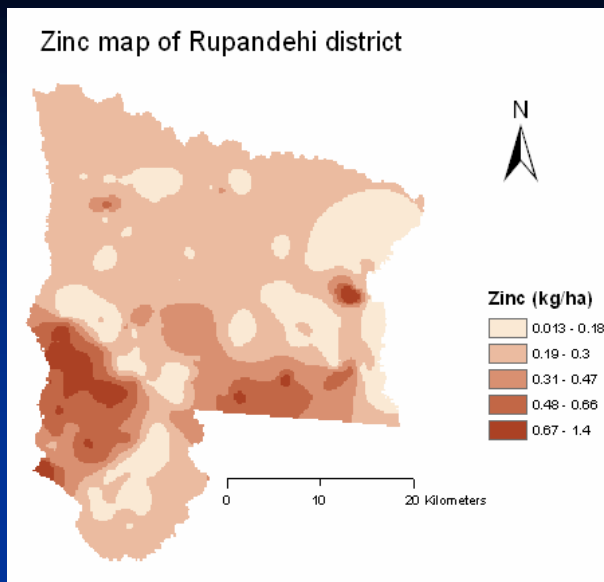 Zinc map of Rupandehi district
N
Zinc (kg/ha)
0.013 - 0.18
0.19 - 0.3
0.31 - 0.47
0.48 - 0.66
0.67 - 1.4
0 10 20 Kilometers